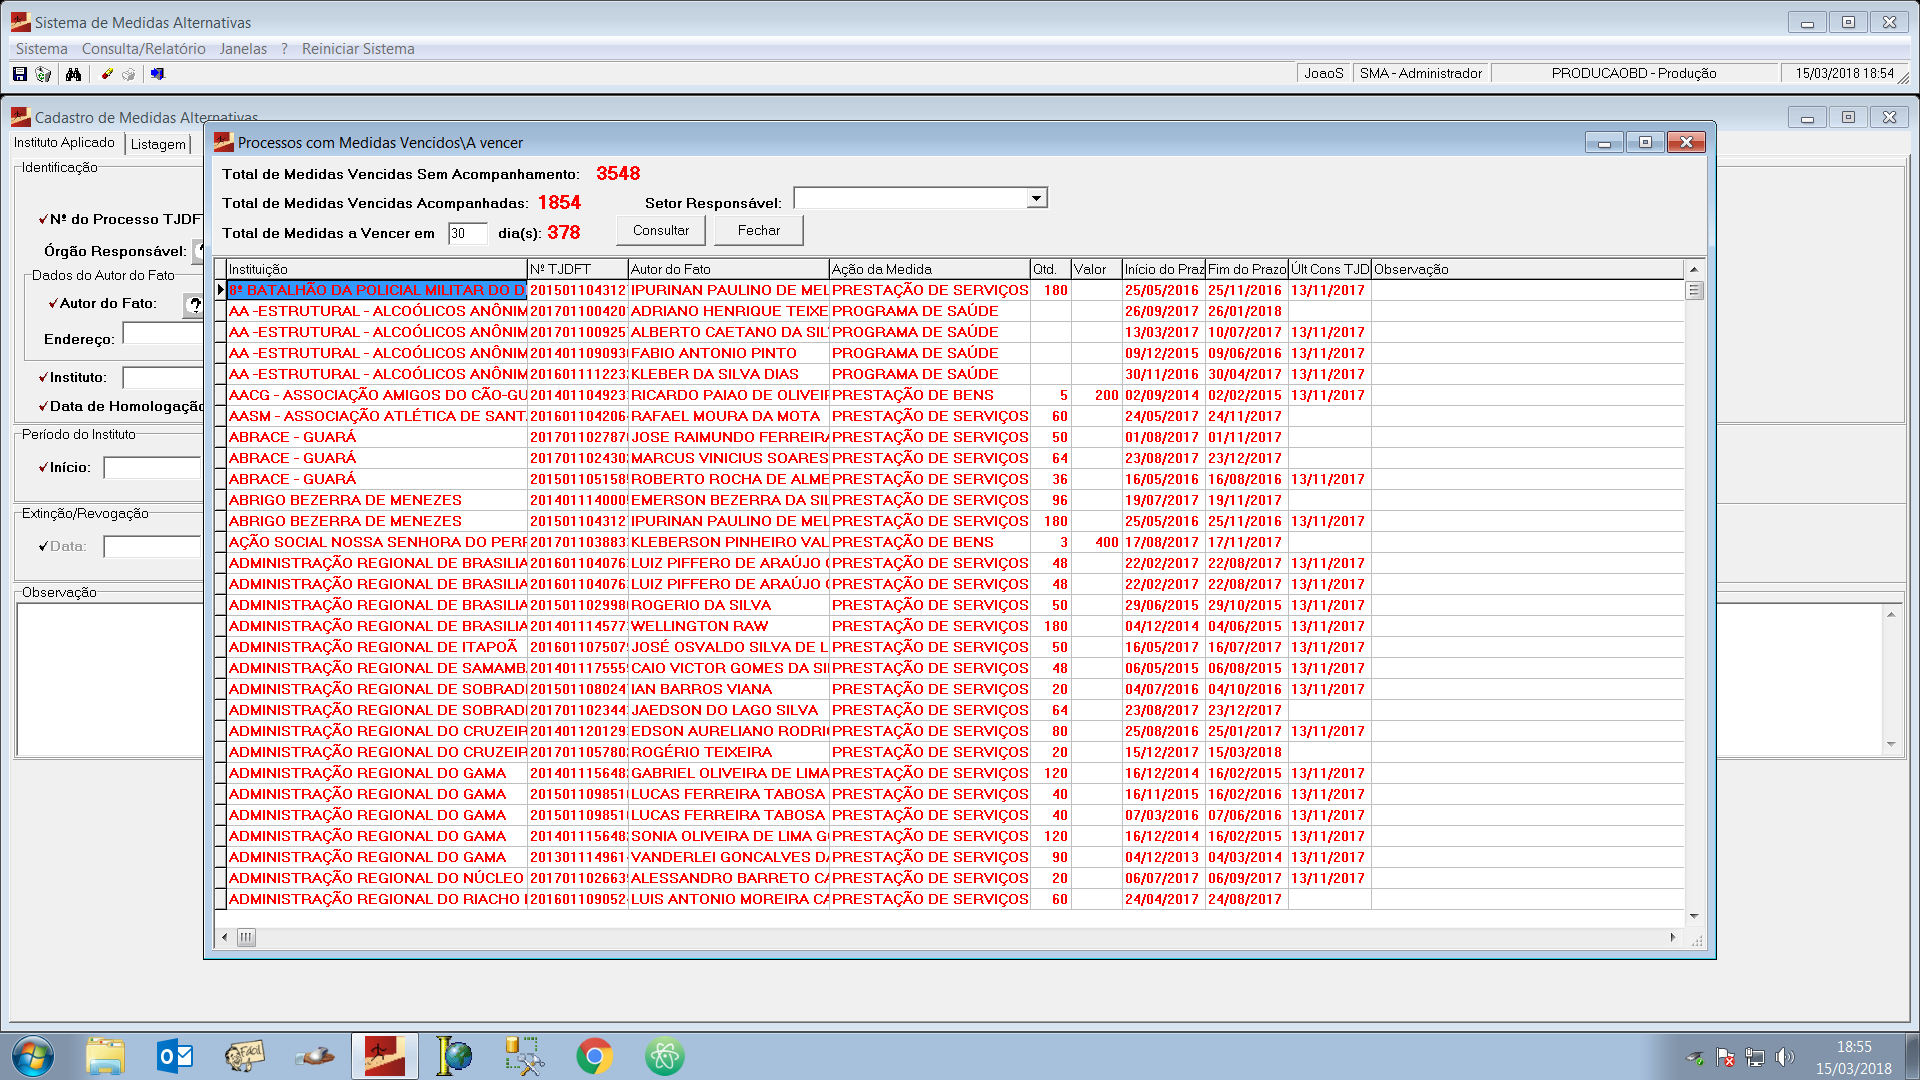 Sistema de Medidas Alternativas
Sistema Consulta/Relatório Janelas ? Reiniciar Sistema
JoaoS SMA - Administrador PRODUCAOBD - Produção 15/03/2018 18:54
Cadastro de Medidas Alternativas
Instituto Aplicado Listagem
Identificação
Nº do Processo TJDFT
Órgão Responsável: ?
Dados do Autor do Fato
Autor do Fato: ?
Endereço:
Instituto:
Data de Homologação
Período do Instituto
Início:
Extinção/Revogação
Data:
Observação
Processos com Medidas Vencidos\A vencer
Total de Medidas Vencidas Sem Acompanhamento: 3548
Total de Medidas Vencidas Acompanhadas: 1854 Setor Responsável:
Total de Medidas a Vencer em 30 dia(s): 378 Consultar Fechar
Instituição Nº TJDFT Autor do Fato Ação da Medida Qtd. Valor Início do Praz Fim do Prazo Últ Cons TJD Observação
8º BATALHÃO DA POLICIAL MILITAR DO D 20150110431 IPURINAN PAULINO DE MEL PRESTAÇÃO DE SERVIÇOS 180 25/05/2016 25/11/2016 13/11/2017
AA -ESTRUTURAL - ALCOÓLICOS ANÔNIM 201701100420 ADRIANO HENRIQUE TEIXE PROGRAMA DE SAÚDE 26/09/2017 26/01/2018
AA -ESTRUTURAL - ALCOÓLICOS ANÔNIM 201701100925 ALBERTO CAETANO DA SIL PROGRAMA DE SAÚDE 13/03/2017 10/07/2017 13/11/2017
AA -ESTRUTURAL - ALCOÓLICOS ANÔNIM 201401109093 FABIO ANTONIO PINTO PROGRAMA DE SAÚDE 09/12/2015 09/06/2016 13/11/2017
AA -ESTRUTURAL - ALCOÓLICOS ANÔNIM 201601111223 KLEBER DA SILVA DIAS PROGRAMA DE SAÚDE 30/11/2016 30/04/2017 13/11/2017
AACG - ASSOCIAÇÃO AMIGOS DO CÃO-GU 201401104923 RICARDO PAIAO DE OLIVEIR PRESTAÇÃO DE BENS 5 200 02/09/2014 02/02/2015 13/11/2017
AASM - ASSOCIAÇÃO ATLÉTICA DE SANT 201601104206 RAFAEL MOURA DA MOTA PRESTAÇÃO DE SERVIÇOS 60 24/05/2017 24/11/2017
ABRACE - GUARÁ 201701102787 JOSE RAIMUNDO FERREIRA PRESTAÇÃO DE SERVIÇOS 50 01/08/2017 01/11/2017
ABRACE - GUARÁ 201701102430 MARCUS VINICIUS SOARES PRESTAÇÃO DE SERVIÇOS 64 23/08/2017 23/12/2017
ABRACE - GUARÁ 201501105158 ROBERTO ROCHA DE ALME PRESTAÇÃO DE SERVIÇOS 36 16/05/2016 16/08/2016 13/11/2017
ABRIGO BEZERRA DE MENEZES 201401114000 EMERSON BEZERRA DA SIL PRESTAÇÃO DE SERVIÇOS 96 19/07/2017 19/11/2017
ABRIGO BEZERRA DE MENEZES 20150110431 IPURINAN PAULINO DE MEL PRESTAÇÃO DE SERVIÇOS 180 25/05/2016 25/11/2016 13/11/2017
AÇÃO SOCIAL NOSSA SENHORA DO PERF 201701103883 KLEBERSON PINHEIRO VAL PRESTAÇÃO DE BENS 3 400 17/08/2017 17/11/2017
ADMINISTRAÇÃO REGIONAL DE BRASILIA 201601104076 LUIZ PIFFERO DE ARAÚJO PRESTAÇÃO DE SERVIÇOS 48 22/02/2017 22/08/2017 13/11/2017
ADMINISTRAÇÃO REGIONAL DE BRASILIA 201601104076 LUIZ PIFFERO DE ARAÚJO PRESTAÇÃO DE SERVIÇOS 48 22/02/2017 22/08/2017 13/11/2017
ADMINISTRAÇÃO REGIONAL DE BRASILIA 201501102998 ROGERIO DA SILVA PRESTAÇÃO DE SERVIÇOS 50 29/06/2015 29/10/2015 13/11/2017
ADMINISTRAÇÃO REGIONAL DE BRASILIA 201401114577 WELLINGTON RAW PRESTAÇÃO DE SERVIÇOS 180 04/12/2014 04/06/2015 13/11/2017
ADMINISTRAÇÃO REGIONAL DE ITAPOÃ 201601107507 JOSÉ OSVALDO SILVA DE L PRESTAÇÃO DE SERVIÇOS 50 16/05/2017 16/07/2017 13/11/2017
ADMINISTRAÇÃO REGIONAL DE SAMAMB 201401117555 CAIO VICTOR GOMES DA SI PRESTAÇÃO DE SERVIÇOS 48 06/05/2015 06/08/2015 13/11/2017
ADMINISTRAÇÃO REGIONAL DE SOBRADI 201501108024 IAN BARROS VIANA PRESTAÇÃO DE SERVIÇOS 20 04/07/2016 04/10/2016 13/11/2017
ADMINISTRAÇÃO REGIONAL DE SOBRADI 201701102344 JAEDSON DO LAGO SILVA PRESTAÇÃO DE SERVIÇOS 64 23/08/2017 23/12/2017
ADMINISTRAÇÃO REGIONAL DO CRUZEIR 201401120129 EDSON AURELIANO RODRI PRESTAÇÃO DE SERVIÇOS 80 25/08/2016 25/01/2017 13/11/2017
ADMINISTRAÇÃO REGIONAL DO CRUZEIR 201701105780 ROGÉRIO TEIXEIRA PRESTAÇÃO DE SERVIÇOS 20 15/12/2017 15/03/2018
ADMINISTRAÇÃO REGIONAL DO GAMA 201401115648 GABRIEL OLIVEIRA DE LIMA PRESTAÇÃO DE SERVIÇOS 120 16/12/2014 16/02/2015 13/11/2017
ADMINISTRAÇÃO REGIONAL DO GAMA 201501109851 LUCAS FERREIRA TABOSA PRESTAÇÃO DE SERVIÇOS 40 16/11/2015 16/02/2016 13/11/2017
ADMINISTRAÇÃO REGIONAL DO GAMA 201501109851 LUCAS FERREIRA TABOSA PRESTAÇÃO DE SERVIÇOS 40 07/03/2016 07/06/2016 13/11/2017
ADMINISTRAÇÃO REGIONAL DO GAMA 201401115648 SONIA OLIVEIRA DE LIMA G PRESTAÇÃO DE SERVIÇOS 120 16/12/2014 16/02/2015 13/11/2017
ADMINISTRAÇÃO REGIONAL DO GAMA 201301114961 VANDERLEI GONCALVES DA PRESTAÇÃO DE SERVIÇOS 90 04/12/2013 04/03/2014 13/11/2017
ADMINISTRAÇÃO REGIONAL DO NÚCLEO 201701102663 ALESSANDRO BARRETO CA PRESTAÇÃO DE SERVIÇOS 20 06/07/2017 06/09/2017 13/11/2017
ADMINISTRAÇÃO REGIONAL DO RIACHO 201601109052 LUIS ANTONIO MOREIRA CA PRESTAÇÃO DE SERVIÇOS 60 24/04/2017 24/08/2017
Fácil
18:55
15/03/2018